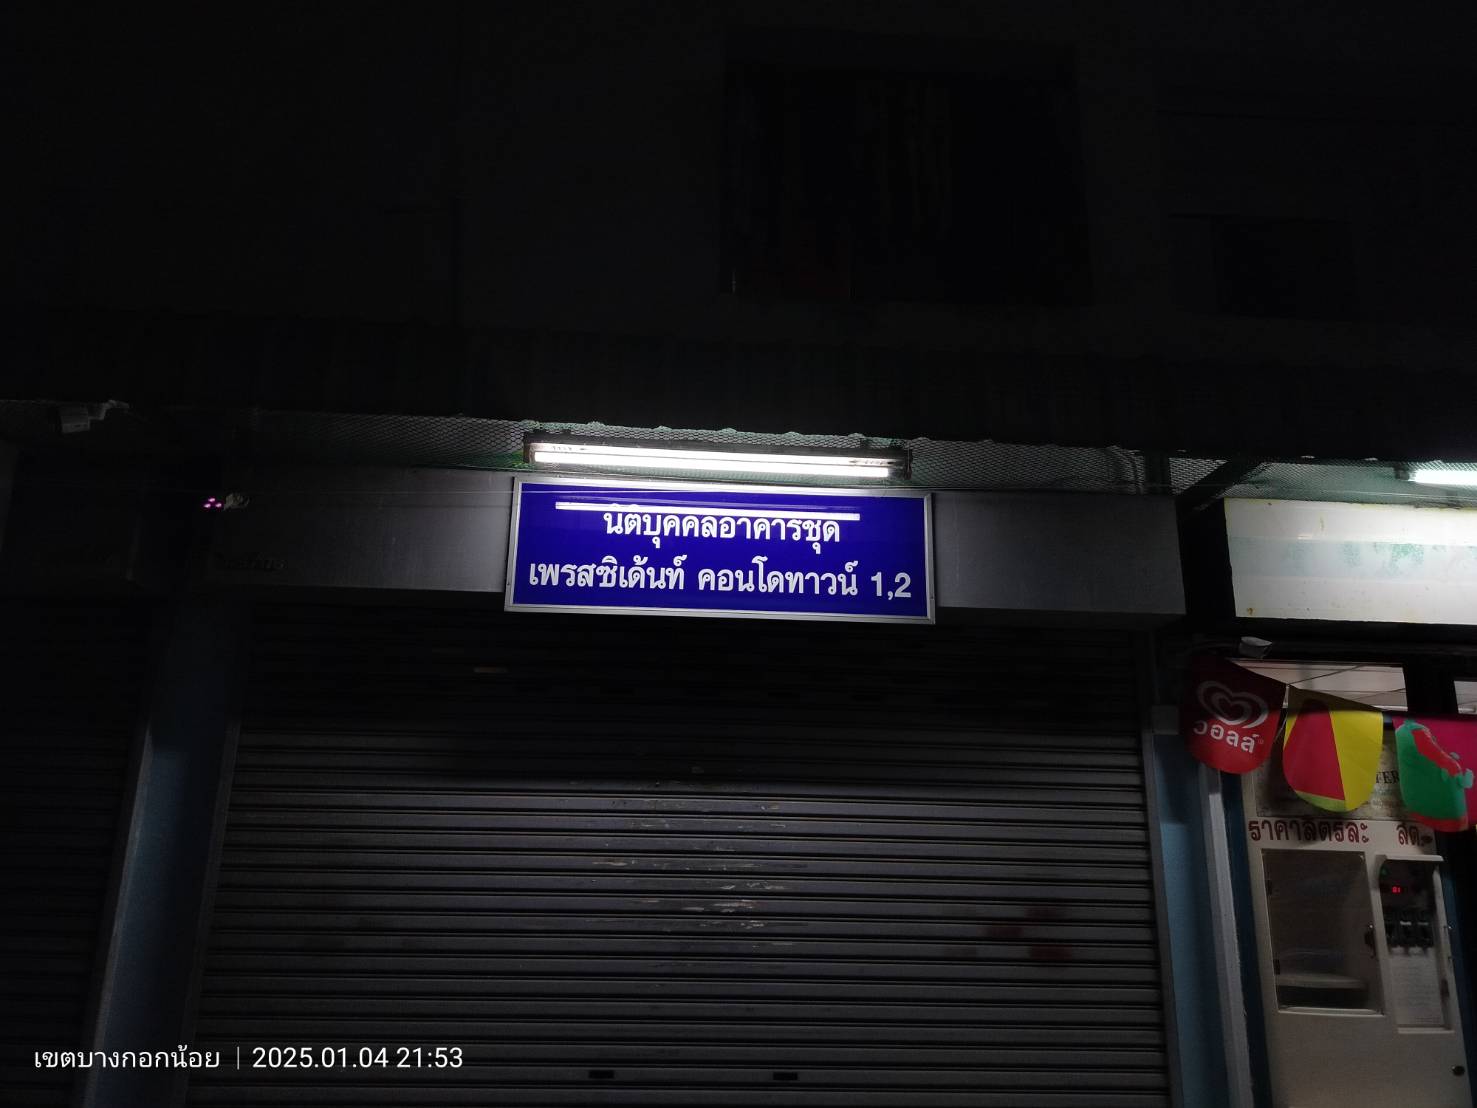 นิติบุคคลอาคารชุด
เพรสซิเด้นท์ คอนโดทาวน์ 1,2
วอลล์
ราคาลิตรละ
เขตบางกอกน้อย | 2025.01.04 21:53